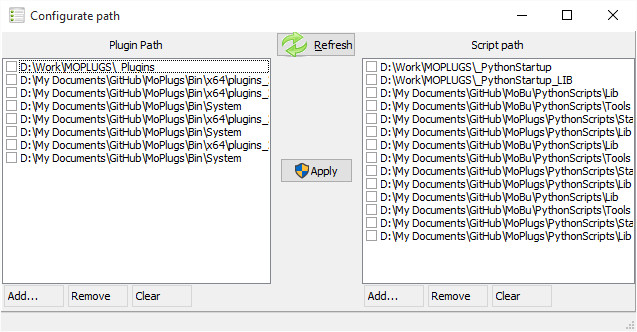 Configurate path
Plugin Path
Refresh
Script path
D:\Work\MOPLUGS\_Plugins
D:\My Documents\GitHub\MoPlugs\Bin\x64\plugins_
D:\My Documents\GitHub\MoPlugs\Bin\x64\plugins_
D:\My Documents\GitHub\MoPlugs\Bin\System
D:\My Documents\GitHub\MoPlugs\Bin\x64\plugins_
D:\My Documents\GitHub\MoPlugs\Bin\System
D:\My Documents\GitHub\MoPlugs\Bin\x64\plugins_
D:\My Documents\GitHub\MoPlugs\Bin\System
Apply
D:\Work\MOPLUGS\_PythonStartup
D:\Work\MOPLUGS\_PythonStartup_LIB
D:\My Documents\GitHub\MoBu\PythonScripts\Lib
D:\My Documents\GitHub\MoBu\PythonScripts\Tools
D:\My Documents\GitHub\MoPlugs\PythonScripts\Sta
D:\My Documents\GitHub\MoPlugs\PythonScripts\Lib
D:\My Documents\GitHub\MoBu\PythonScripts\Lib
D:\My Documents\GitHub\MoBu\PythonScripts\Tools
D:\My Documents\GitHub\MoPlugs\PythonScripts\Sta
D:\My Documents\GitHub\MoPlugs\PythonScripts\Lib
D:\My Documents\GitHub\MoBu\PythonScripts\Lib
D:\My Documents\GitHub\MoBu\PythonScripts\Tools
D:\My Documents\GitHub\MoPlugs\PythonScripts\Sta
D:\My Documents\GitHub\MoPlugs\PythonScripts\Lib
Add...
Remove
Clear
Add...
Remove
Clear